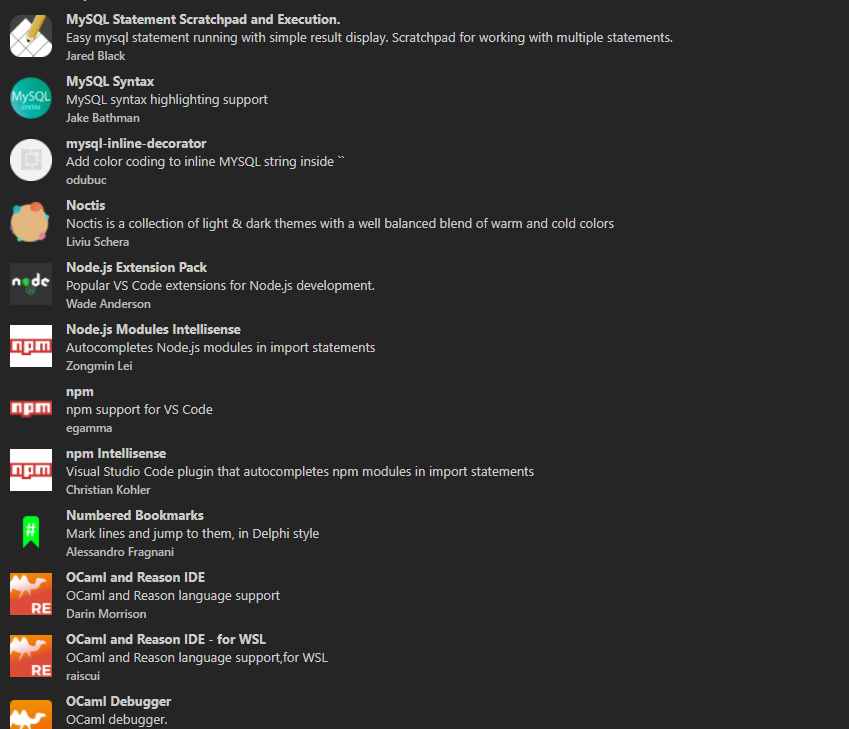 MySQL Statement Scratchpad and Execution.
Easy mysql statement running with simple result display. Scratchpad for working with multiple statements.
Jared Black
MySQL
SYNTAX
MySQL Syntax
MySQL syntax highlighting support
Jake Bathman
mysql-inline-decorator
Add color coding to inline MYSQL string inside ``
odubuc
Noctis
Noctis is a collection of light & dark themes with a well balanced blend of warm and cold colors
Liviu Schera
node
Node.js Extension Pack
Popular VS Code extensions for Node.js development.
Wade Anderson
npm
Node.js Modules Intellisense
Autocompletes Node.js modules in import statements
Zongmin Lei
npm
npm
npm support for VS Code
egamma
npm
npm Intellisense
Visual Studio Code plugin that autocompletes npm modules in import statements
Christian Kohler
#
Numbered Bookmarks
Mark lines and jump to them, in Delphi style
Alessandro Fragnani
RE
OCaml and Reason IDE
OCaml and Reason language support
Darin Morrison
RE
OCaml and Reason IDE - for WSL
OCaml and Reason language support,for WSL
raiscui
OCaml Debugger
OCaml debugger.